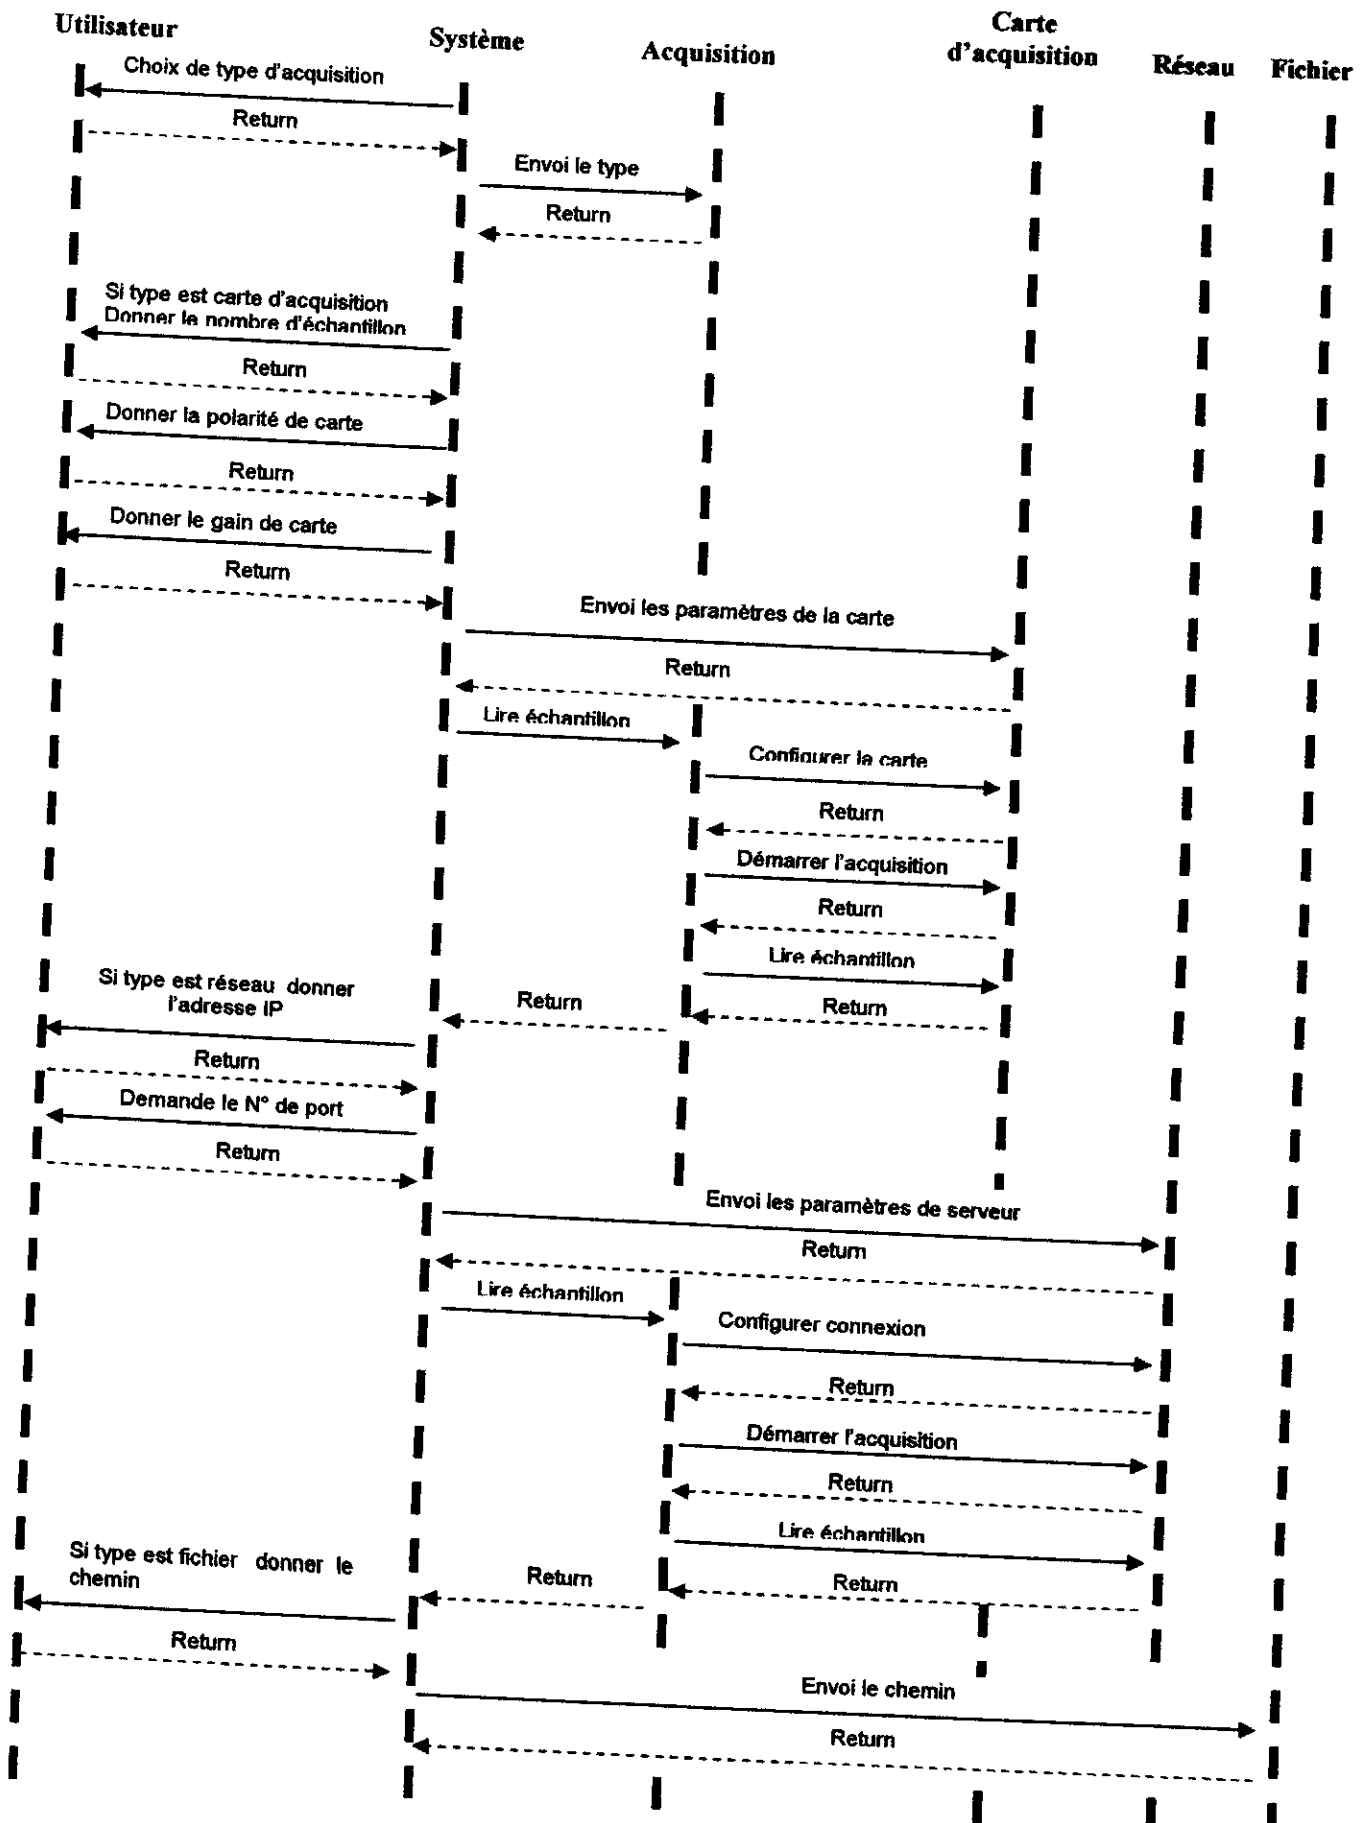 Utilisateur
Système
Acquisition
Carte
d'acquisition
Réseau
Fichier
Choix de type d'acquisition
Return
Envoi le type
Return
Si type est carte d'acquisition
Donner le nombre d'échantillon
Return
Donner la polarité de carte
Return
Donner le gain de carte
Return
Envoi les paramètres de la carte
Return
Lire échantillon
Configurer la carte
Return
Démarrer l'acquisition
Return
Lire échantillon
Return
Return
Si type est réseau donner
l'adresse IP
Return
Demande le N° de port
Return
Envoi les paramètres de serveur
Return
Lire échantillon
Configurer connexion
Return
Démarrer l'acquisition
Return
Lire échantillon
Return
Return
Si type est fichier donner le
chemin
Return
Envoi le chemin
Return